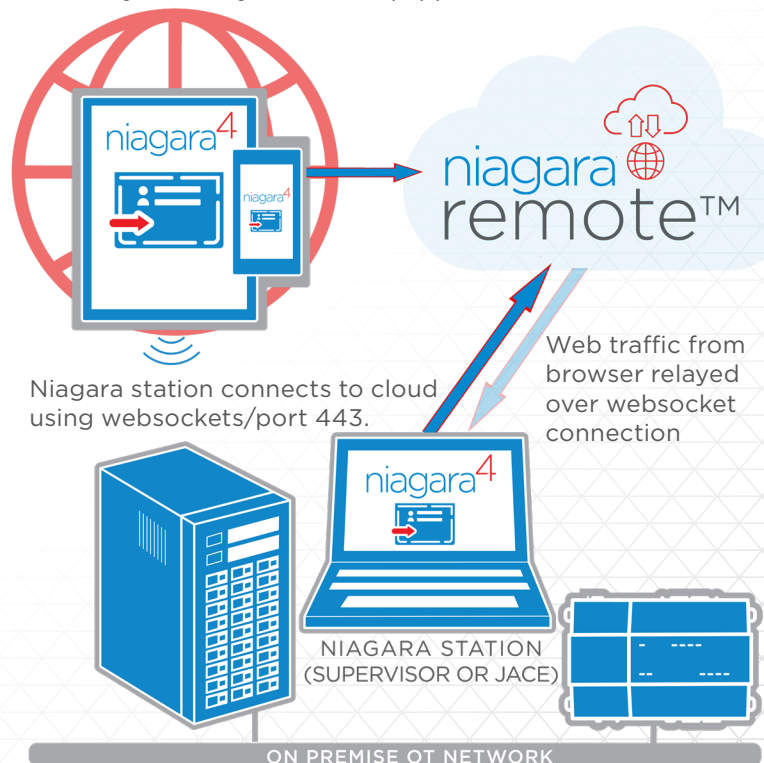 niagara4
niagara4
niagara
remote™
Web traffic from
browser relayed
over websocket
connection
Niagara station connects to cloud
using websockets/port 443.
niagara4
NIAGARA STATION
(SUPERVISOR OR JACE)
ON PREMISE OT NETWORK